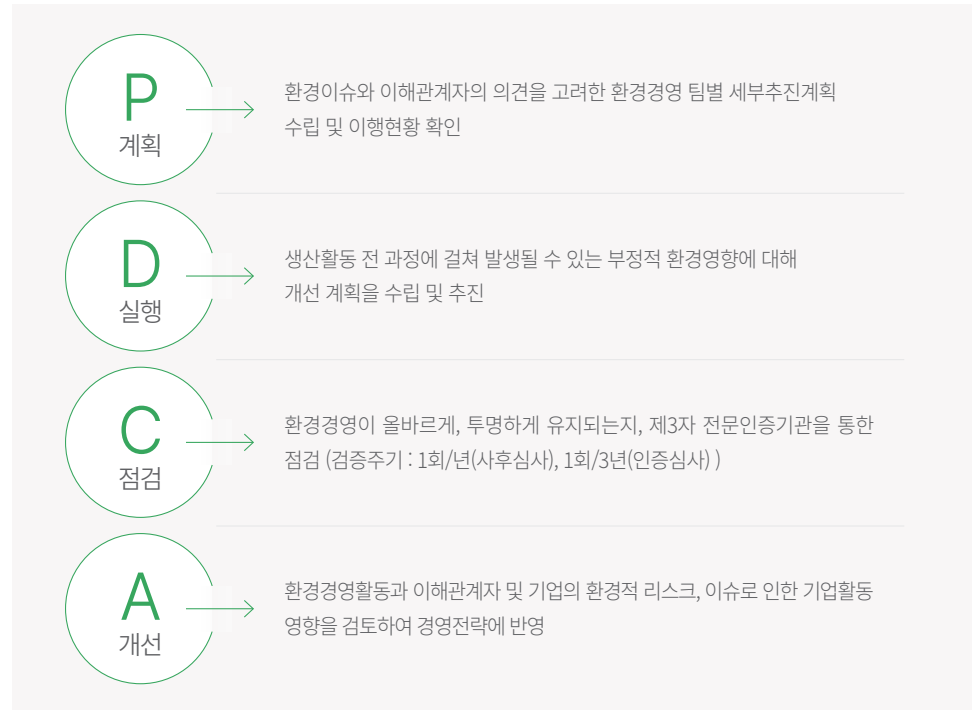 P
계획
환경이슈와 이해관계자의 의견을 고려한 환경경영 팀별 세부추진계획
수립 및 이행현황 확인
D
실행
생산활동 전 과정에 걸쳐 발생될 수 있는 부정적 환경영향에 대해
개선 계획을 수립 및 추진
C
점검
환경경영이 올바르게, 투명하게 유지되는지, 제3자 전문인증기관을 통한
점검 (검증주기 : 1회/년(사후심사), 1회/3년(인증심사) )
A
개선
환경경영활동과 이해관계자 및 기업의 환경적 리스크, 이슈로 인한 기업활동
영향을 검토하여 경영전략에 반영